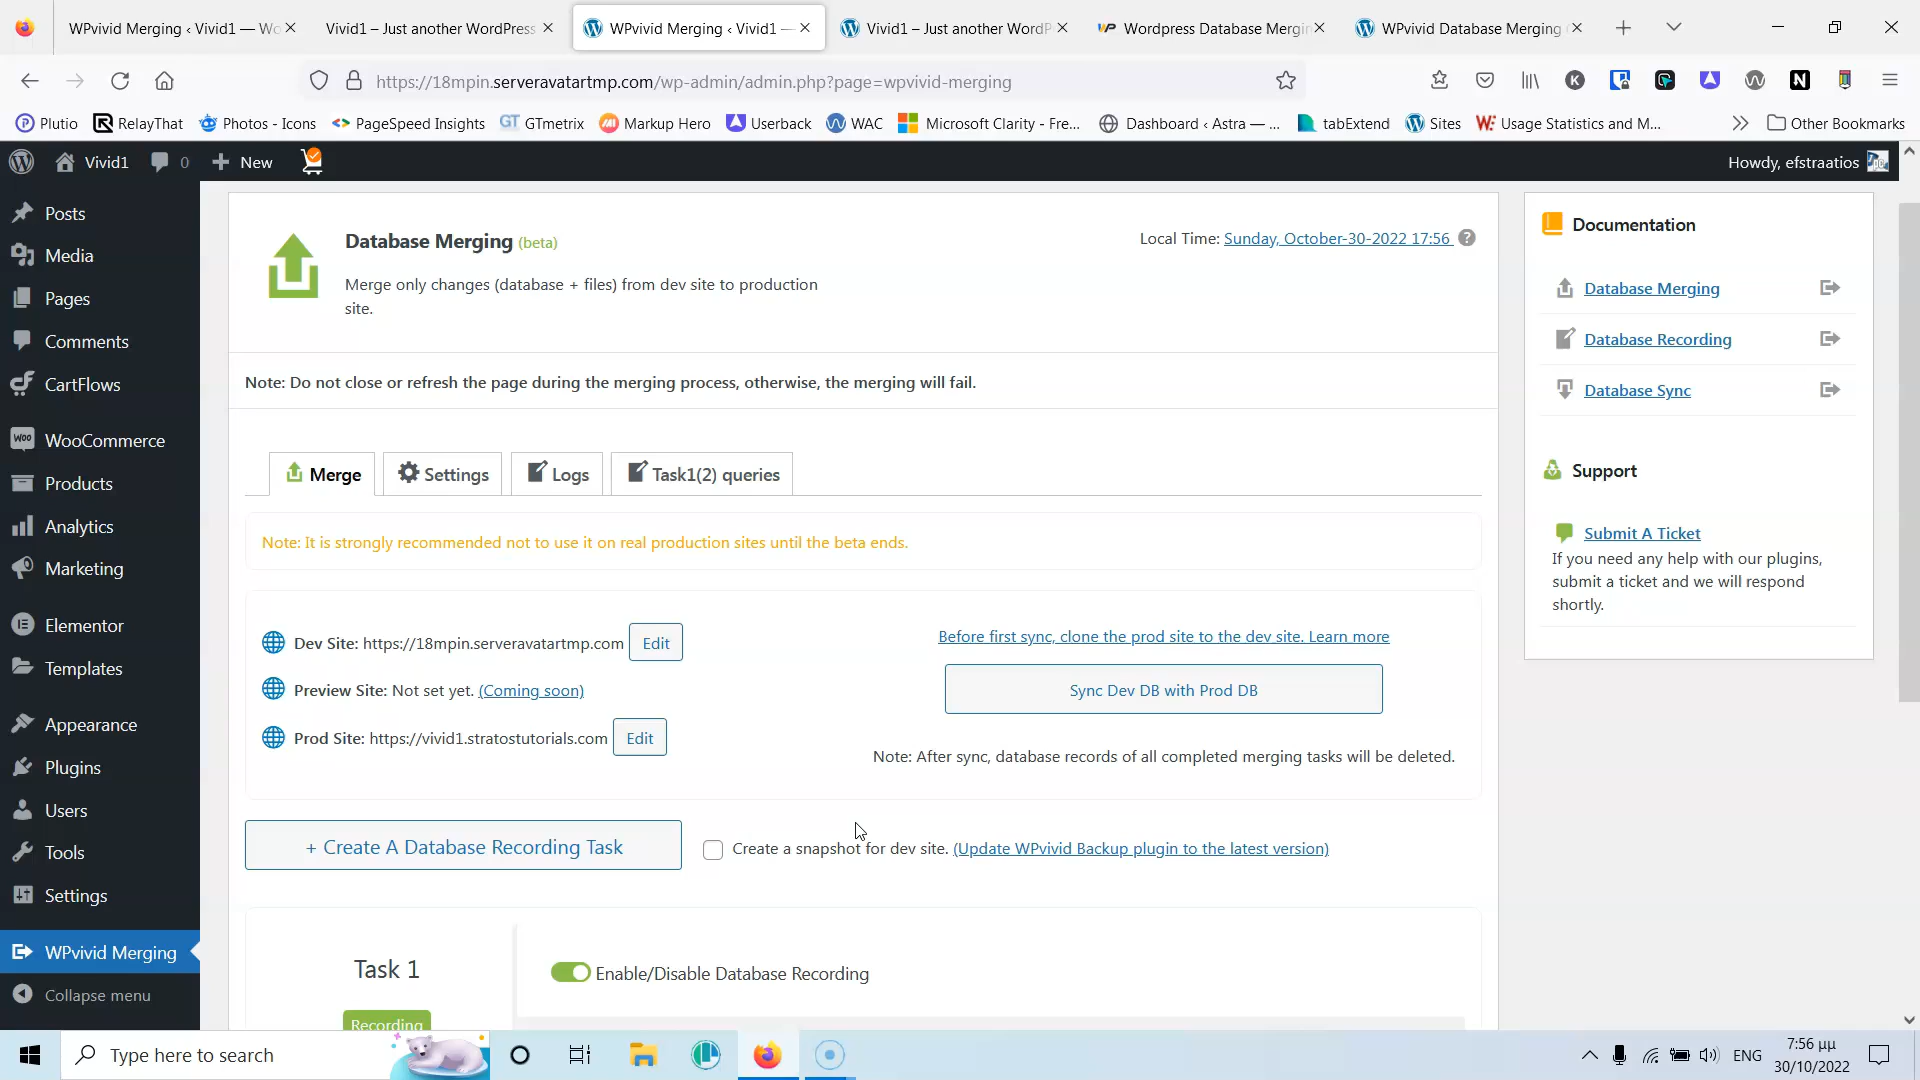 WPvivid Merging ‹ Vivid1 — Wo
Vivid1 – Just another WordPress
WPvivid Merging ‹ Vivid1 —
Vivid1 – Just another WordP
Wordpress Database Mergin
WPvivid Database Merging
https://18mpin.serveravatartmp.com/wp-admin/admin.php?page=wpvivid-merging
Plutio
RelayThat
Photos - Icons
PageSpeed Insights
GTmetrix
Markup Hero
Userback
WAC
Microsoft Clarity - Fre...
Dashboard ‹ Astra — ...
tabExtend
Sites
Usage Statistics and M...
Other Bookmarks
Vivid1
0
New
Howdy, efstraatios
Posts
Media
Pages
Comments
CartFlows
WooCommerce
Products
Analytics
Marketing
Elementor
Templates
Appearance
Plugins
Users
Tools
Settings
WPvivid Merging
Collapse menu
Database Merging (beta)
Merge only changes (database + files) from dev site to production
site.
Local Time: Sunday, October-30-2022 17:56
Note: Do not close or refresh the page during the merging process, otherwise, the merging will fail.
Merge
Settings
Logs
Task1(2) queries
Note: It is strongly recommended not to use it on real production sites until the beta ends.
Dev Site: https://18mpin.serveravatartmp.com
Edit
Preview Site: Not set yet. (Coming soon)
Prod Site: https://vivid1.stratostutorials.com
Edit
Before first sync, clone the prod site to the dev site. Learn more
Sync Dev DB with Prod DB
Note: After sync, database records of all completed merging tasks will be deleted.
+ Create A Database Recording Task
Create a snapshot for dev site. (Update WPvivid Backup plugin to the latest version)
Task 1
Recording
Enable/Disable Database Recording
Documentation
Database Merging
Database Recording
Database Sync
Support
Submit A Ticket
If you need any help with our plugins,
submit a ticket and we will respond
shortly.
Type here to search
ENG
7:56 μμ
30/10/2022